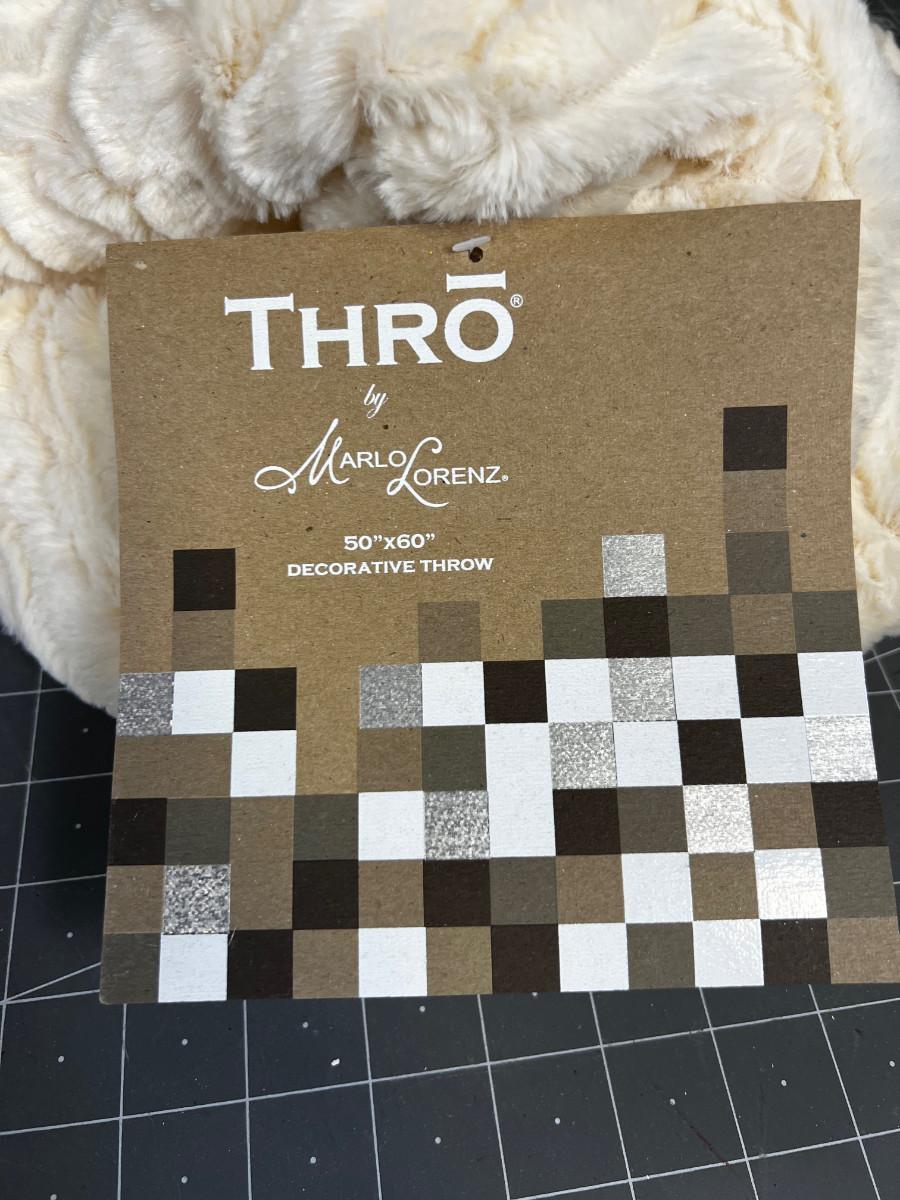 THRŌ®
by
MARLO LORENZ®
50”x60”
DECORATIVE THROW